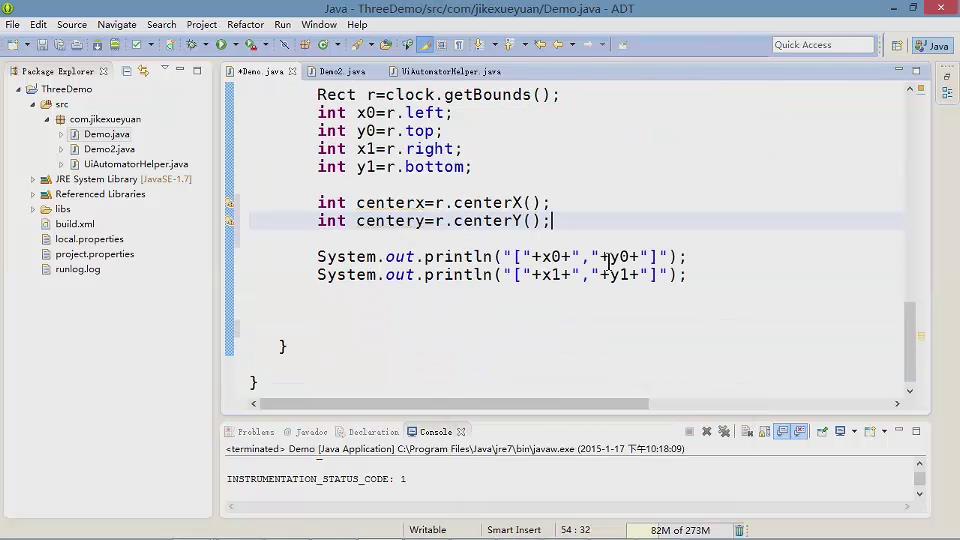 Java - ThreeDemo/src/com/jikexueyuan/Demo.java - ADT
File Edit Source Refactor Navigate Search Project Refactor Run Window Help
Quick Access
Java
Package Explorer
*Demo.java Demo2.java UiAutomatorHelper.java
ThreeDemo
src
com.jikexueyuan
Demo.java
Demo2.java
UiAutomatorHelper.java
JRE System Library [JavaSE-1.7]
Referenced Libraries
libs
build.xml
local.properties
project.properties
runlog.log
Rect r=clock.getBounds();
int x0=r.left;
int y0=r.top;
int x1=r.right;
int y1=r.bottom;
int centerx=r.centerX();
int centery=r.centerY();
System.out.println("["+x0+","+y0+"]");
System.out.println("["+x1+","+y1+"]");
}
}
Problems Javadoc Declaration Console
<terminated> Demo [Java Application] C:\Program Files\Java\jre7\bin\javaw.exe (2015-1-17 下午10:18:09)
INSTRUMENTATION_STATUS_CODE: 1
Writable Smart Insert 54 : 32 82M of 273M